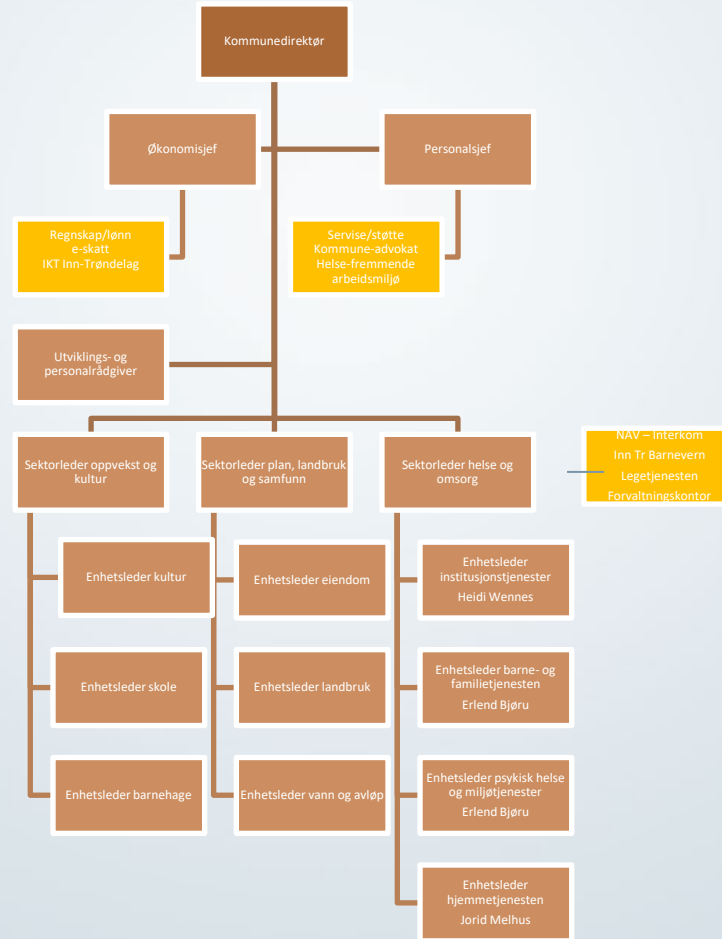 Kommunedirektør
Økonomisjef
Personalsjef
Regnskap/lønn
e-skatt
IKT Inn-Trøndelag
Servise/støtte
Kommune-advokat
Helse-fremmende
arbeidsmiljø
Utviklings- og
personalrådgiver
Sektorleder oppvekst og
kultur
Sektorleder plan, landbruk
og samfunn
Sektorleder helse og
omsorg
NAV – Interkom
Inn Tr Barnevern
Legetjenesten
Forvaltningskontor
Enhetsleder kultur
Enhetsleder skole
Enhetsleder barnehage
Enhetsleder eiendom
Enhetsleder landbruk
Enhetsleder vann og avløp
Enhetsleder
institusjonstjenester
Heidi Wennes
Enhetsleder barne- og
familietjenesten
Erlend Bjøru
Enhetsleder psykisk helse
og miljøtjenester
Erlend Bjøru
Enhetsleder
hjemmetjenesten
Jorid Melhus